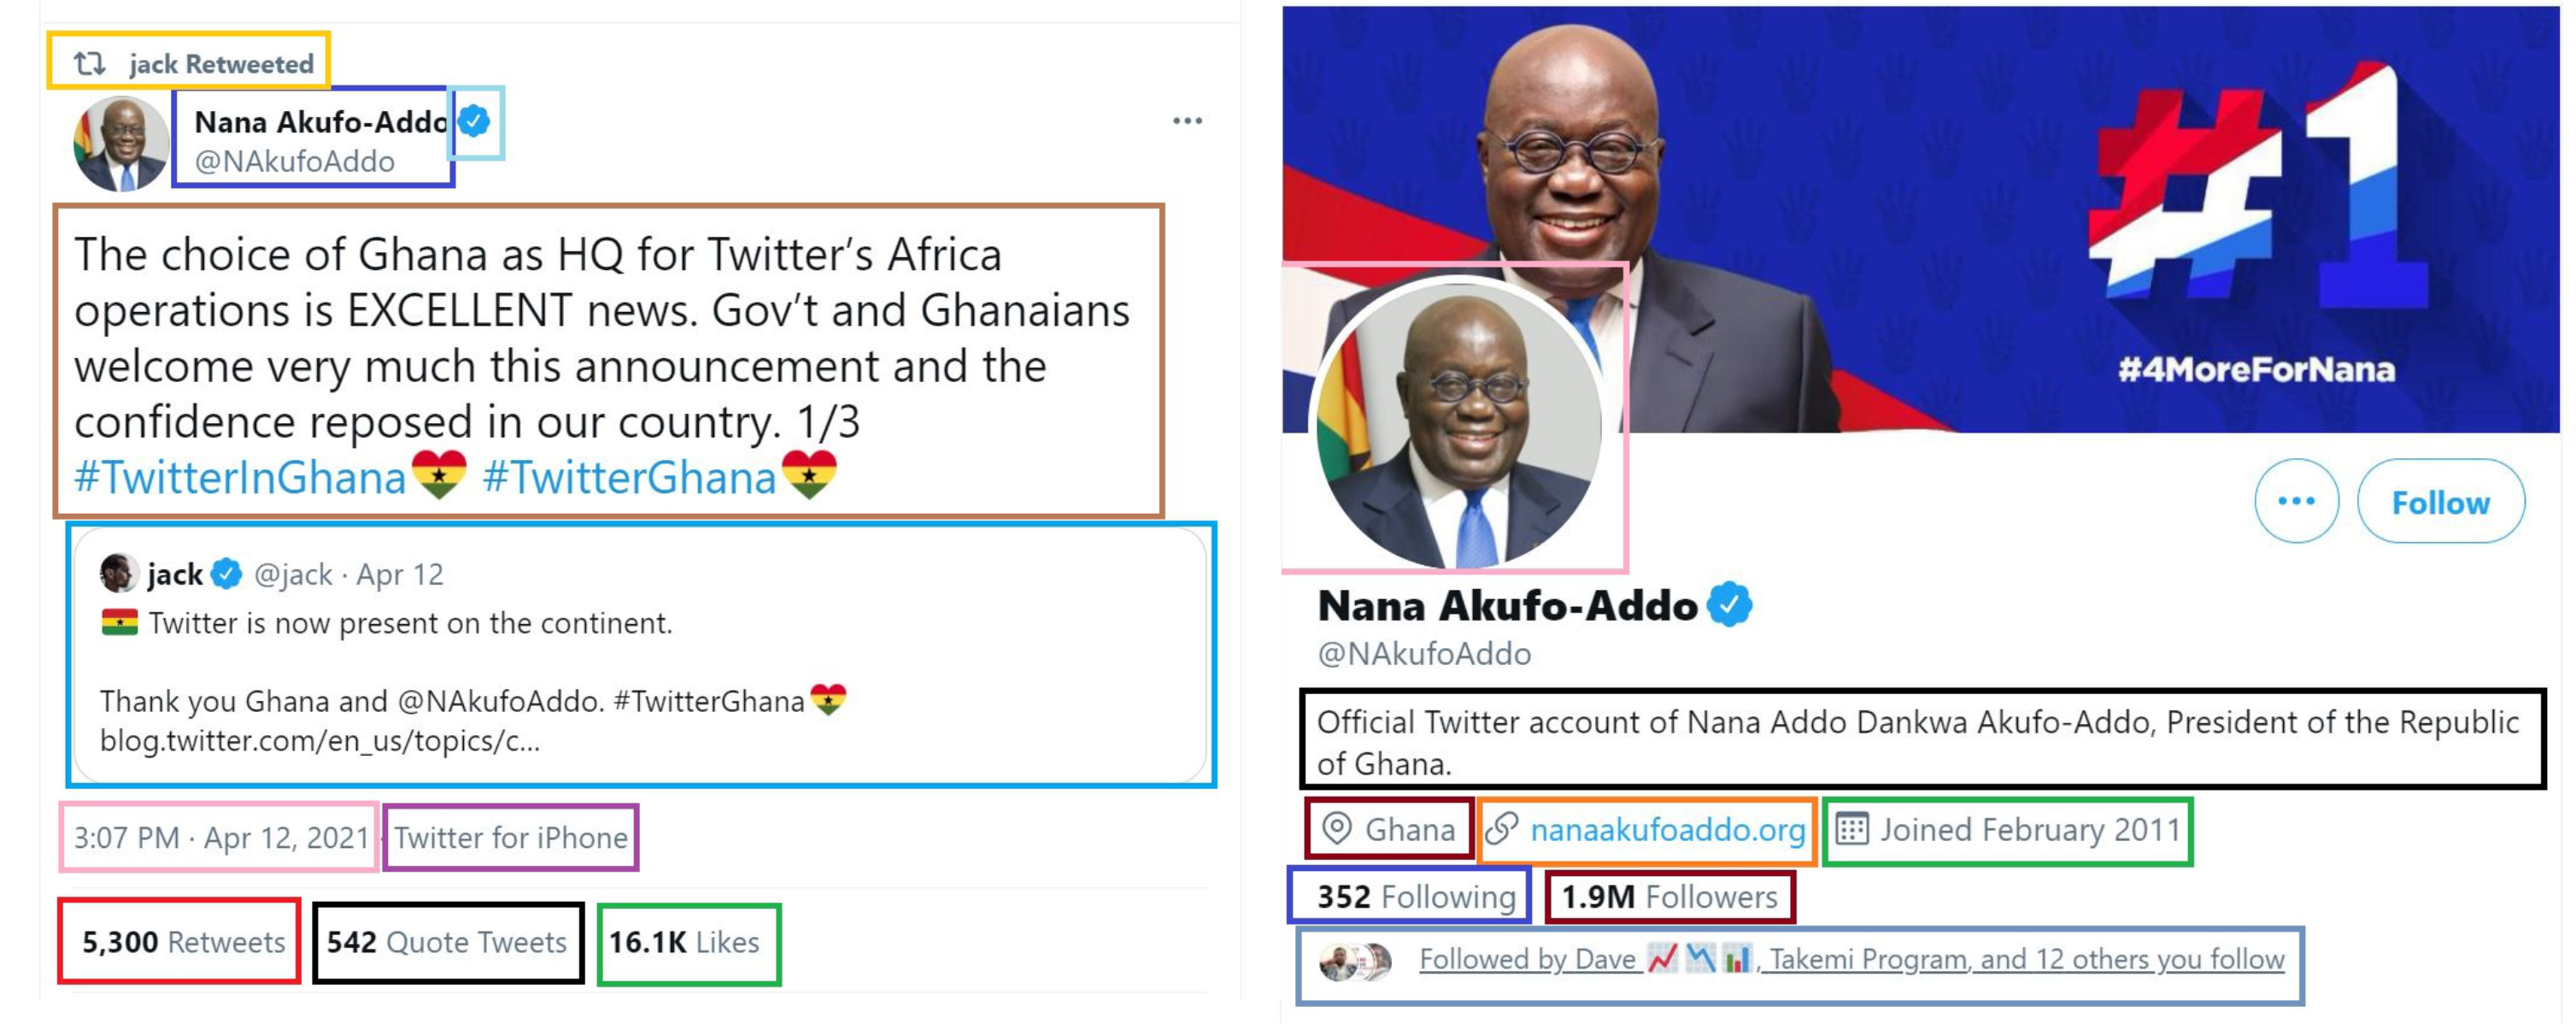 jack Retweeted
Nana Akufo-Addo
@NAkufoAddo
The choice of Ghana as HQ for Twitter’s Africa
operations is EXCELLENT news. Gov’t and Ghanaians
welcome very much this announcement and the
confidence reposed in our country. 1/3
#TwitterInGhana #TwitterGhana
jack @jack · Apr 12
Twitter is now present on the continent.
Thank you Ghana and @NAkufoAddo. #TwitterGhana
blog.twitter.com/en_us/topics/c...
3:07 PM · Apr 12, 2021 · Twitter for iPhone
5,300 Retweets 542 Quote Tweets 16.1K Likes
#1
#4MoreForNana
Follow
Nana Akufo-Addo
@NAkufoAddo
Official Twitter account of Nana Addo Dankwa Akufo-Addo, President of the Republic
of Ghana.
Ghana nanaakufoaddo.org Joined February 2011
352 Following 1.9M Followers
Followed by Dave 📈 📉 📊, Takemi Program, and 12 others you follow